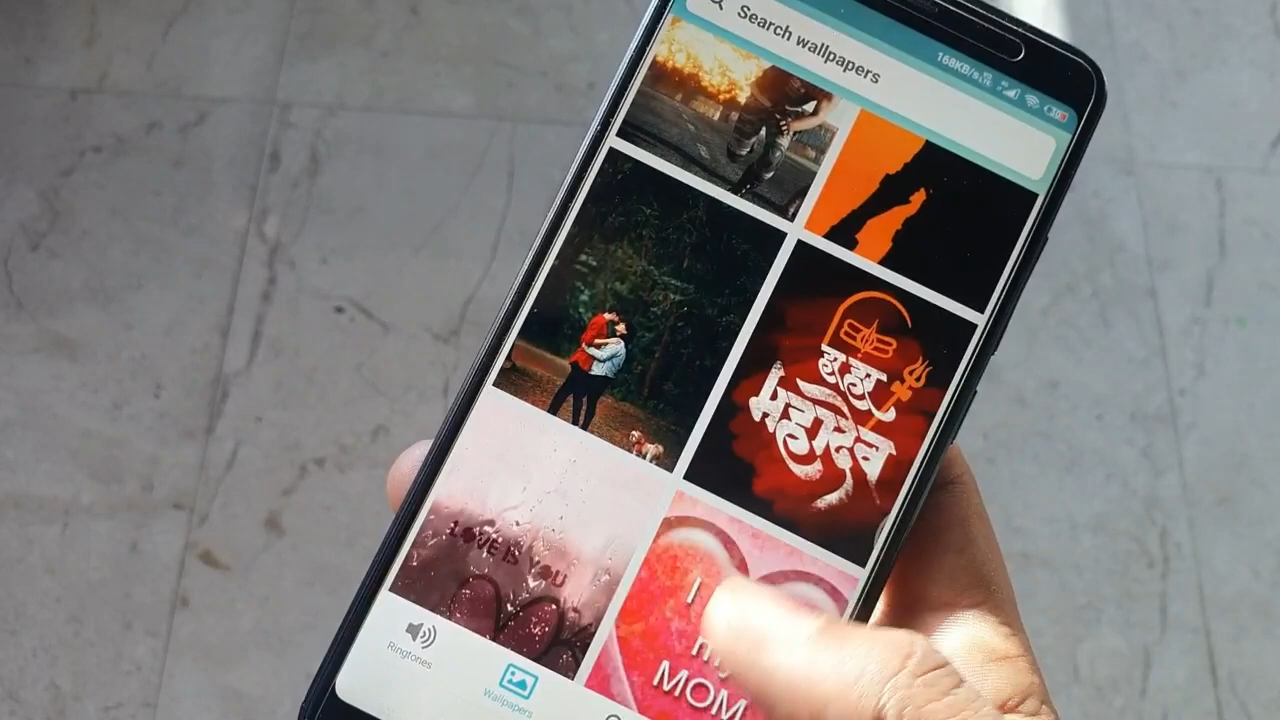 Search wallpapers
168KB/s
हर हर
महादेव
LOVE IS YOU
I
MOM
Ringtones
Wallpapers